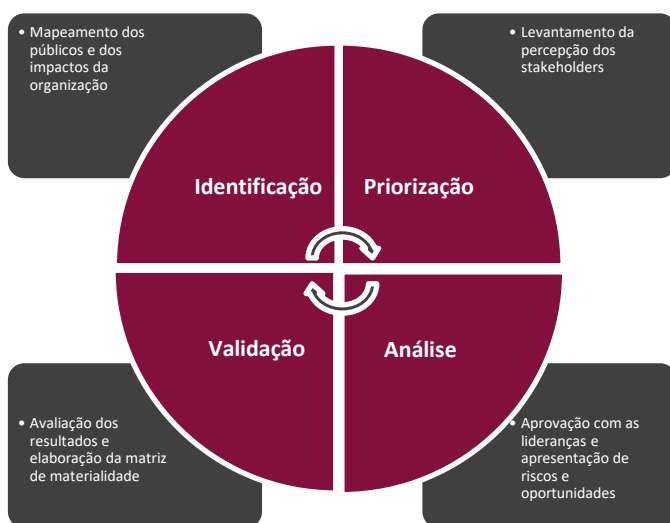 • Mapeamento dos
públicos e dos
impactos da
organização
• Levantamento da
percepção dos
stakeholders
Identificação
Priorização
Validação
Análise
• Avaliação dos
resultados e
elaboração da matriz
de materialidade
• Aprovação com as
lideranças e
apresentação de
riscos e
oportunidades